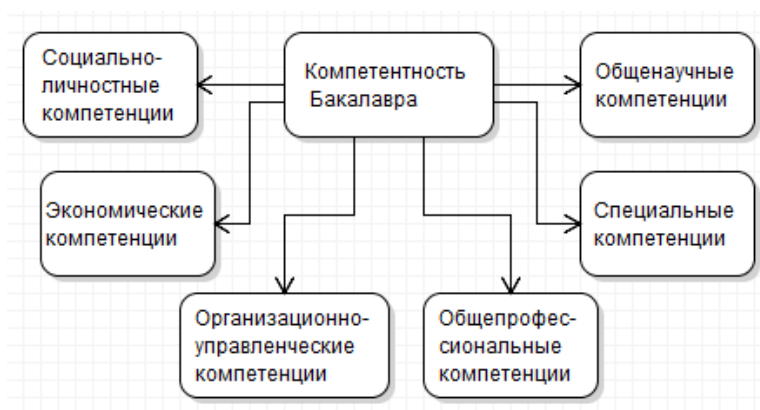 Социально-
личностные
компетенции
Компетентность
Бакалавра
Общенаучные
компетенции
Экономические
компетенции
Специальные
компетенции
Организационно-
управленческие
компетенции
Общепрофес-
сиональные
компетенции